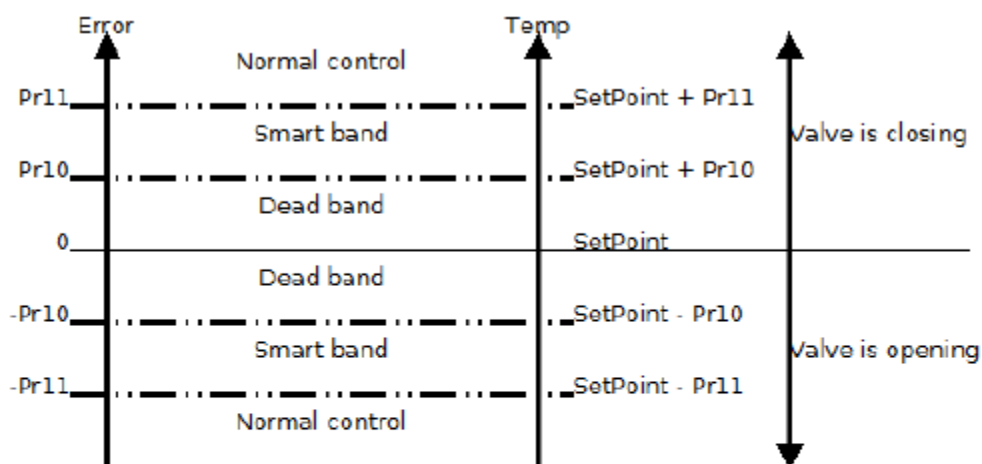 Error Temp
Normal control
Pr11 SetPoint + Pr11
Smart band Valve is closing
Pr10 SetPoint + Pr10
Dead band
0 SetPoint
Dead band
-Pr10 SetPoint - Pr10
Smart band Valve is opening
-Pr11 SetPoint - Pr11
Normal control